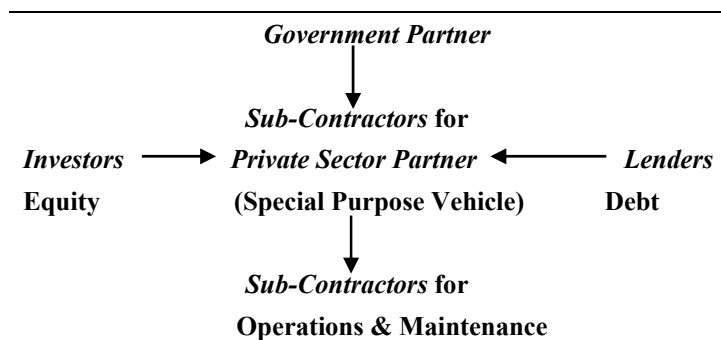 Government Partner
Sub-Contractors for
Investors Private Sector Partner Lenders
Equity (Special Purpose Vehicle) Debt
Sub-Contractors for
Operations & Maintenance